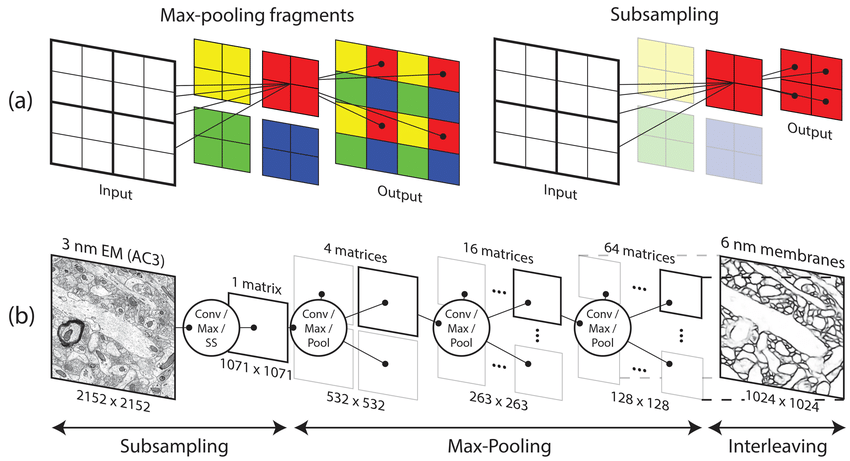 Max-pooling fragments
Subsampling
(a)
Input
Output
Input
Output
(b)
3 nm EM (AC3)
1 matrix
4 matrices
16 matrices
64 matrices
6 nm membranes
Conv /
Max /
SS
Conv /
Max /
Pool
Conv /
Max /
Pool
Conv /
Max /
Pool
2152 x 2152
1071 x 1071
532 x 532
263 x 263
128 x 128
1024 x 1024
Subsampling
Max-Pooling
Interleaving